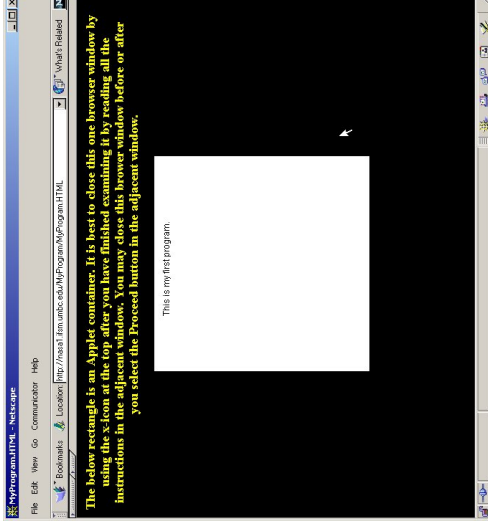 MyProgram.HTML - Netscape
File Edit View Go Communicator Help
Bookmarks Location: http://nasa1.ifsm.umbc.edu/MyProgram/MyProgram.HTML What's Related
The below rectangle is an Applet container. It is best to close this one browser window by
using the x-icon at the top after you have finished examining it by reading all the
instructions in the adjacent window. You may close this brower window before or after
you select the Proceed button in the adjacent window.
This is my first program.